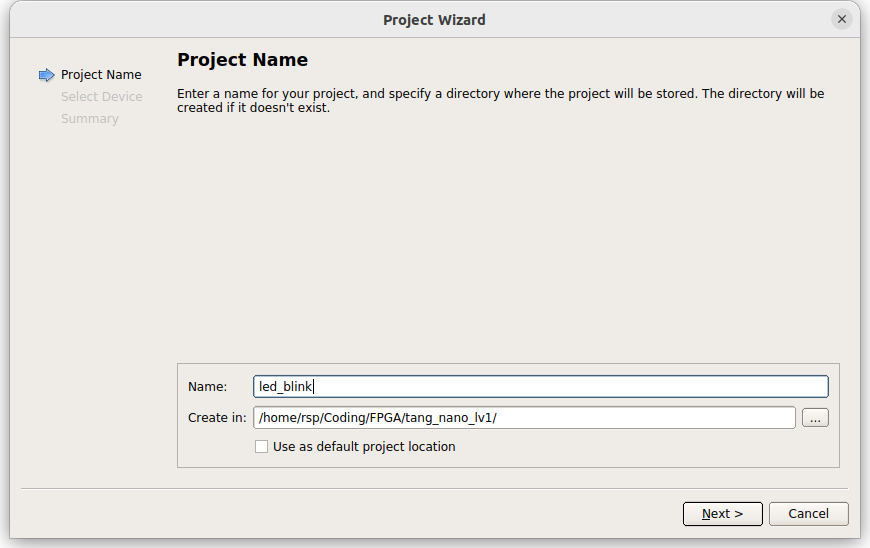 Project Wizard
Project Name
Select Device
Summary
Project Name
Enter a name for your project, and specify a directory where the project will be stored. The directory will be
created if it doesn't exist.
Name: led_blink
Create in: /home/rsp/Coding/FPGA/tang_nano_lv1/ ...
Use as default project location
Next > Cancel